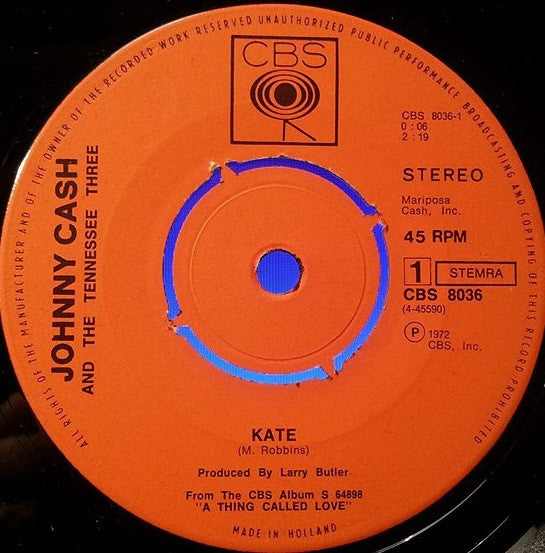 ALL RIGHTS OF THE MANUFACTURER AND OF THE OWNER OF THE RECORDED WORK RESERVED UNAUTHORIZED PUBLIC PERFORMANCE BROADCASTING AND COPYING OF THIS RECORD PROHIBITED
CBS
JOHNNY CASH
AND THE TENNESSEE THREE
CBS 8036-1
0 : 06
2 : 19
STEREO
Mariposa
Cash, Inc.
45 RPM
1 STEMRA
CBS 8036
(4-45590)
Ⓟ 1972
CBS, Inc.
KATE
(M. Robbins)
Produced By Larry Butler
From The CBS Album S 64898
"A THING CALLED LOVE"
MADE IN HOLLAND